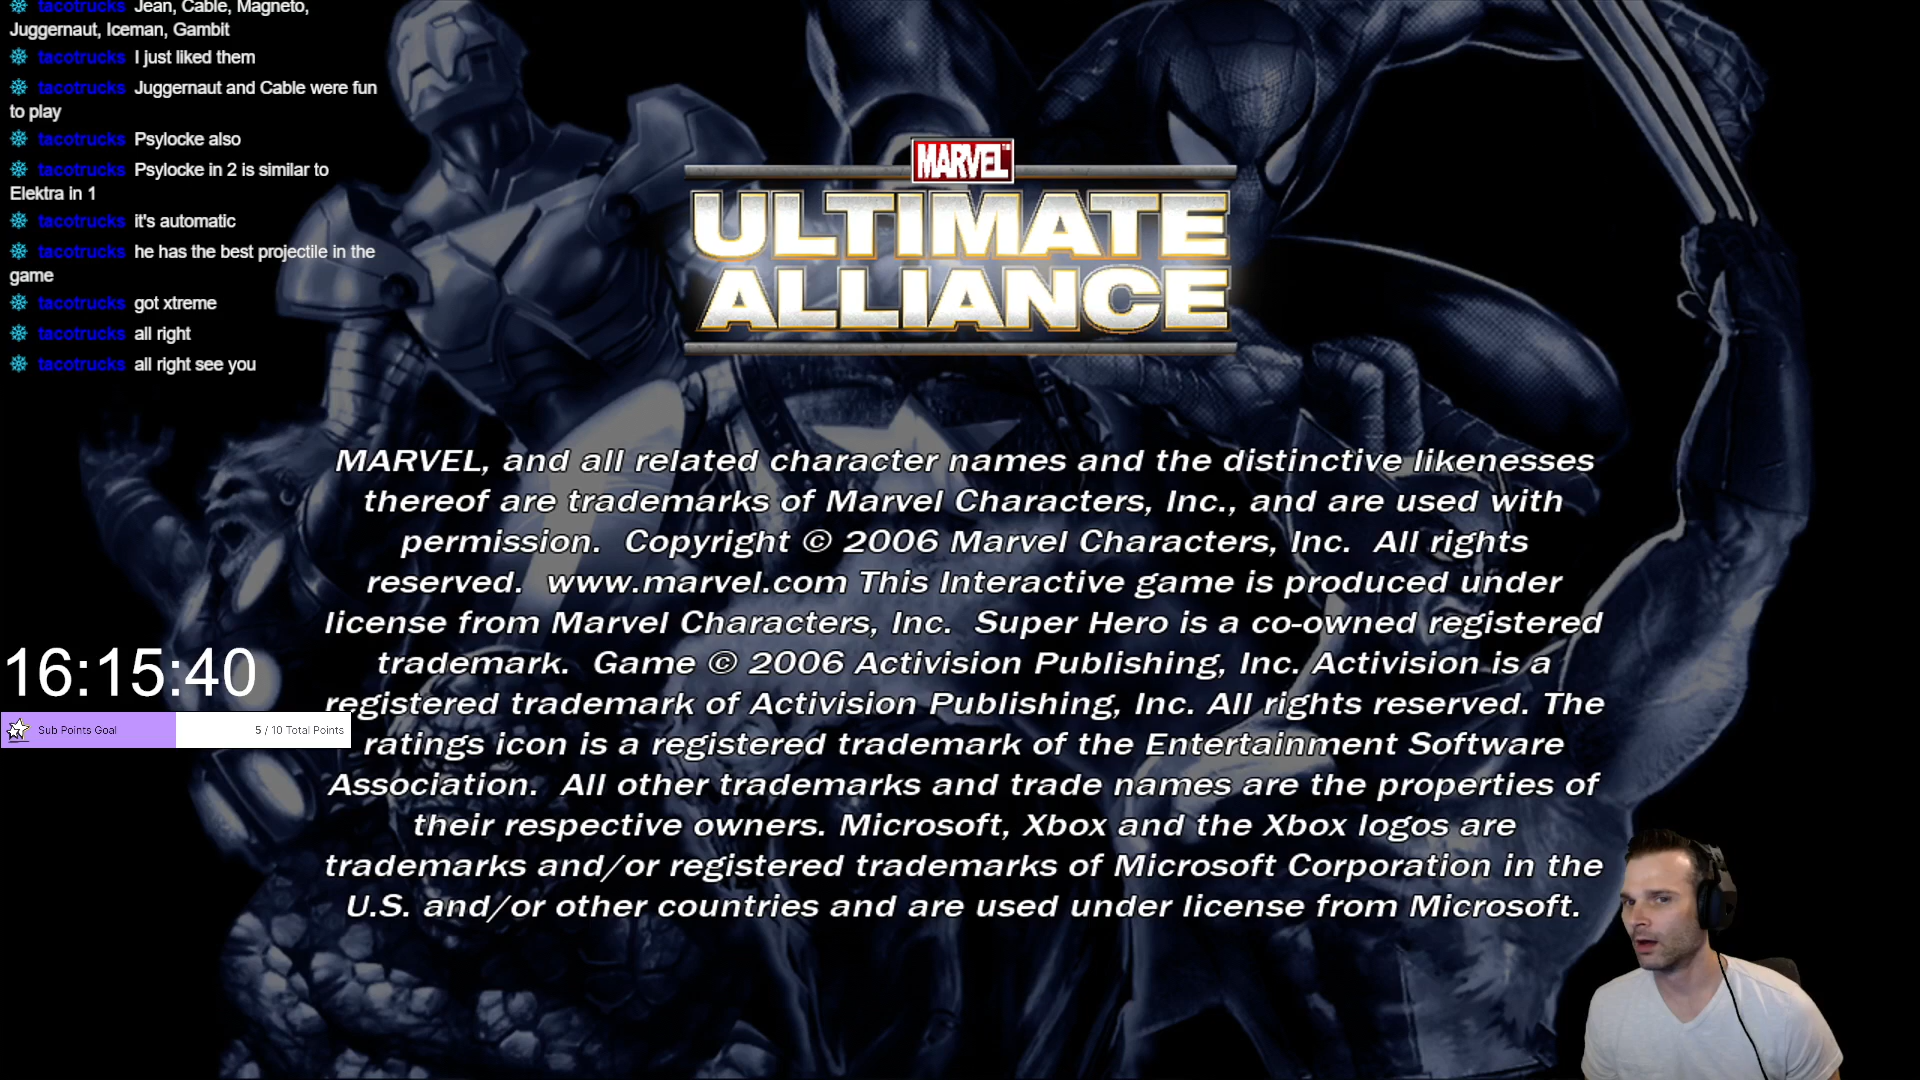 tacotrucks Jean, Cable, Magneto,
Juggernaut, Iceman, Gambit
tacotrucks I just liked them
tacotrucks Juggernaut and Cable were fun
to play
tacotrucks Psylocke also
tacotrucks Psylocke in 2 is similar to
Elektra in 1
tacotrucks it's automatic
tacotrucks he has the best projectile in the
game
tacotrucks got xtreme
tacotrucks all right
tacotrucks all right see you
MARVEL
ULTIMATE
ALLIANCE
MARVEL, and all related character names and the distinctive likenesses
thereof are trademarks of Marvel Characters, Inc., and are used with
permission. Copyright © 2006 Marvel Characters, Inc. All rights
reserved. www.marvel.com This Interactive game is produced under
license from Marvel Characters, Inc. Super Hero is a co-owned registered
trademark. Game © 2006 Activision Publishing, Inc. Activision is a
registered trademark of Activision Publishing, Inc. All rights reserved. The
ratings icon is a registered trademark of the Entertainment Software
Association. All other trademarks and trade names are the properties of
their respective owners. Microsoft, Xbox and the Xbox logos are
trademarks and/or registered trademarks of Microsoft Corporation in the
U.S. and/or other countries and are used under license from Microsoft.
16:15:40
Sub Points Goal 5 / 10 Total Points